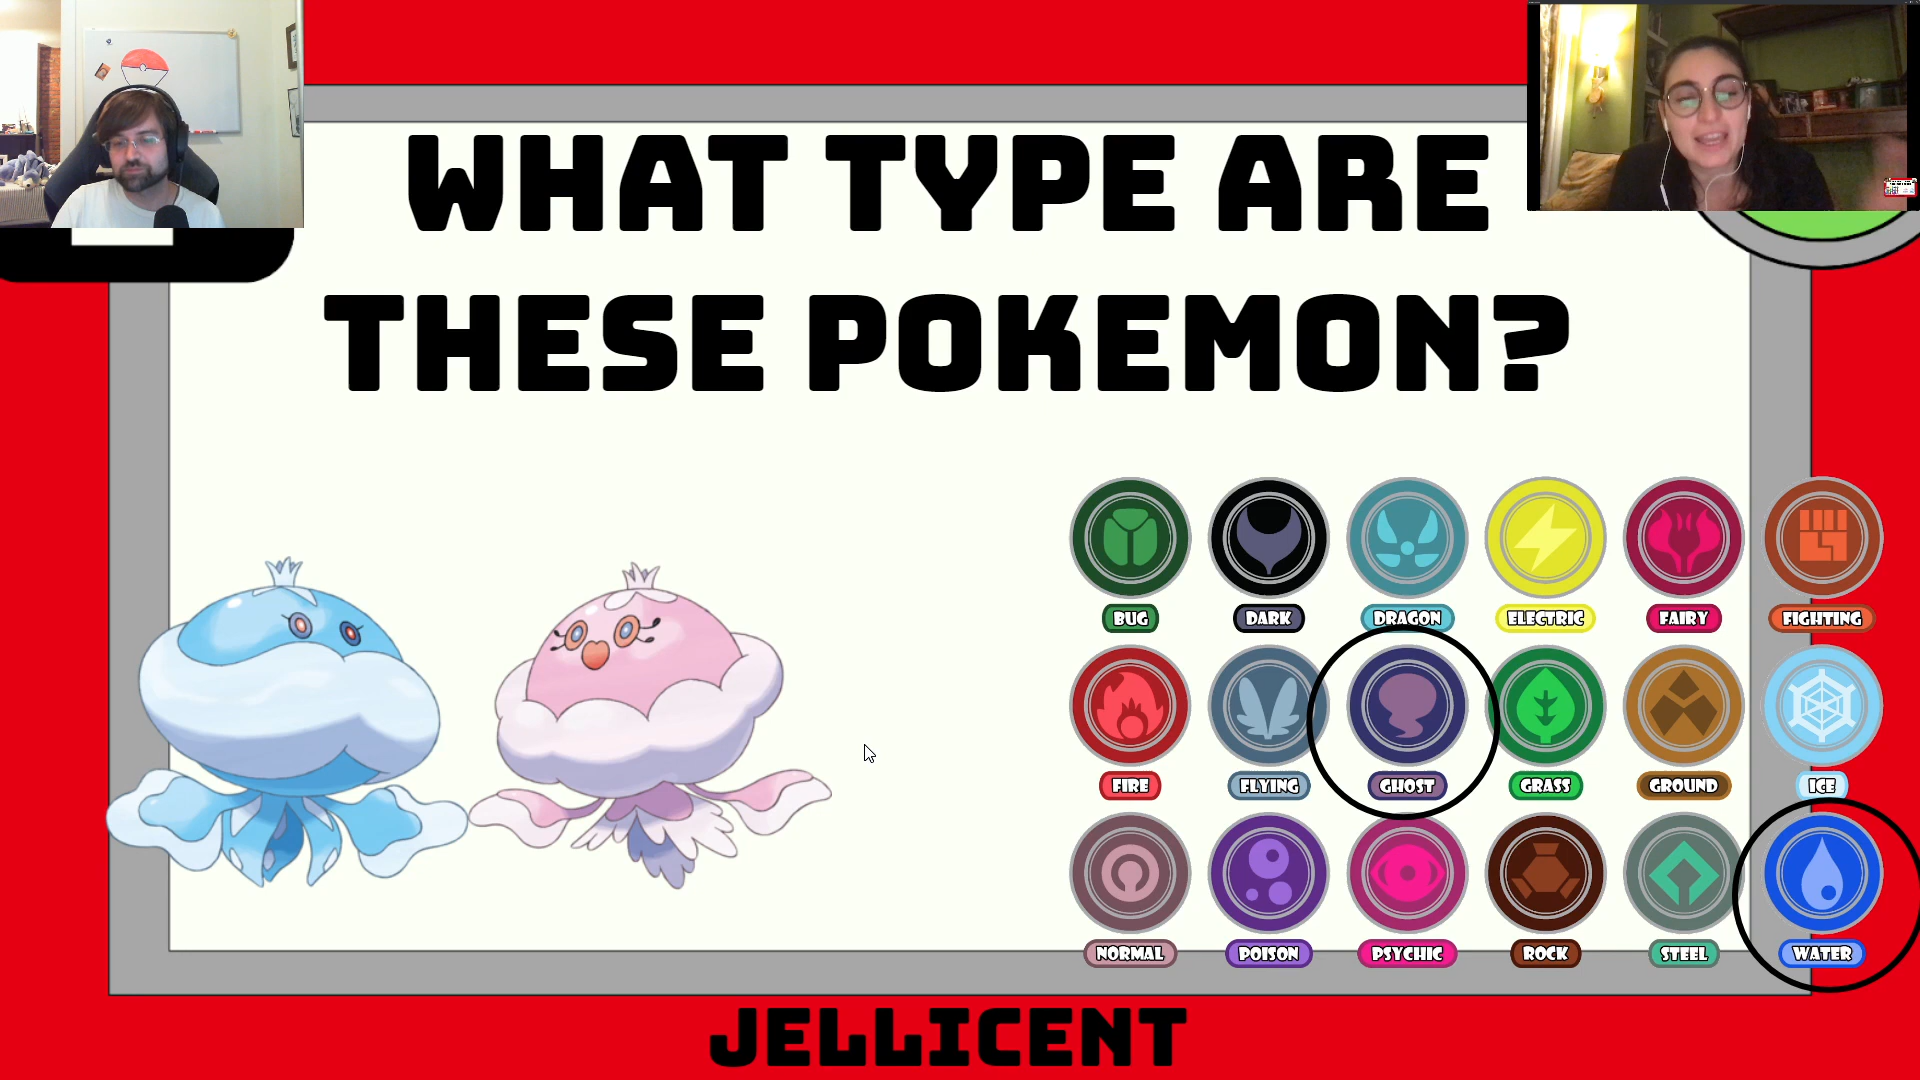 WHAT TYPE ARE
THESE POKEMON?
BUG
DARK
DRAGON
ELECTRIC
FAIRY
FIGHTING
FIRE
FLYING
GHOST
GRASS
GROUND
ICE
NORMAL
POISON
PSYCHIC
ROCK
STEEL
WATER
JELLICENT